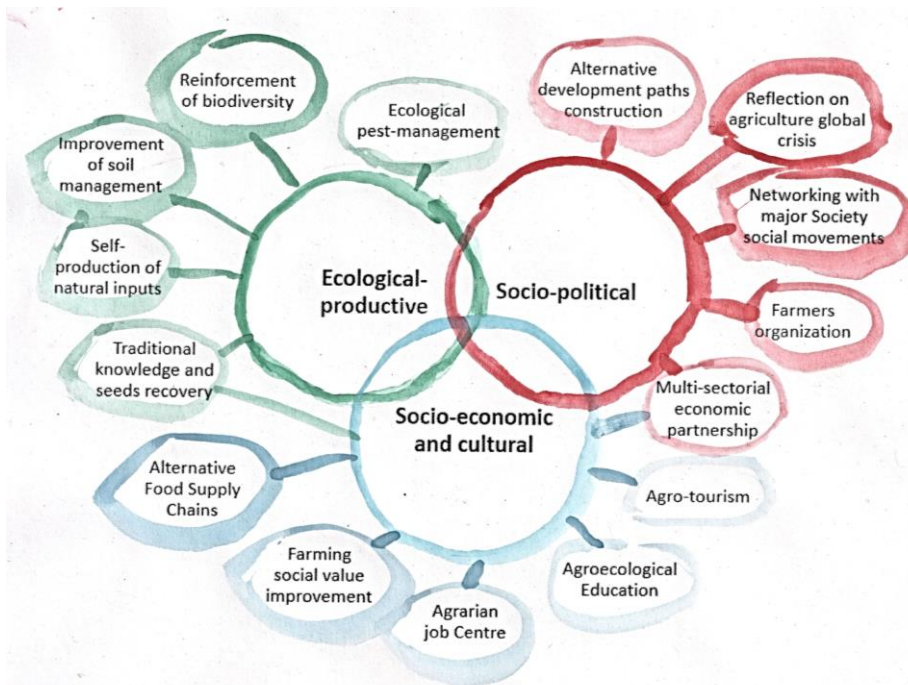 Reinforcement
of biodiversity
Ecological
pest-management
Alternative
development paths
construction
Reflection on
agriculture global
crisis
Improvement
of soil
management
Networking with
major Society
social movements
Self-
production of
natural inputs
Ecological-
productive
Socio-political
Farmers
organization
Traditional
knowledge and
seeds recovery
Multi-sectorial
economic
partnership
Socio-economic
and cultural
Alternative
Food Supply
Chains
Agro-tourism
Farming
social value
improvement
Agroecological
Education
Agrarian
job Centre